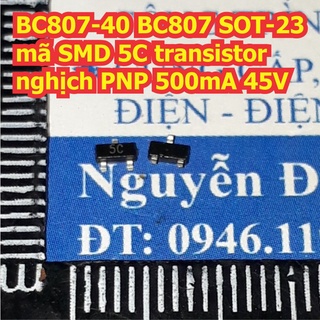 BC807-40 BC807 SOT-23
mã SMD 5C transistor
nghịch PNP 500mA 45V
ĐIỆN - ĐIỆN
5C
Nguyễn Đ
ĐT: 0946.11